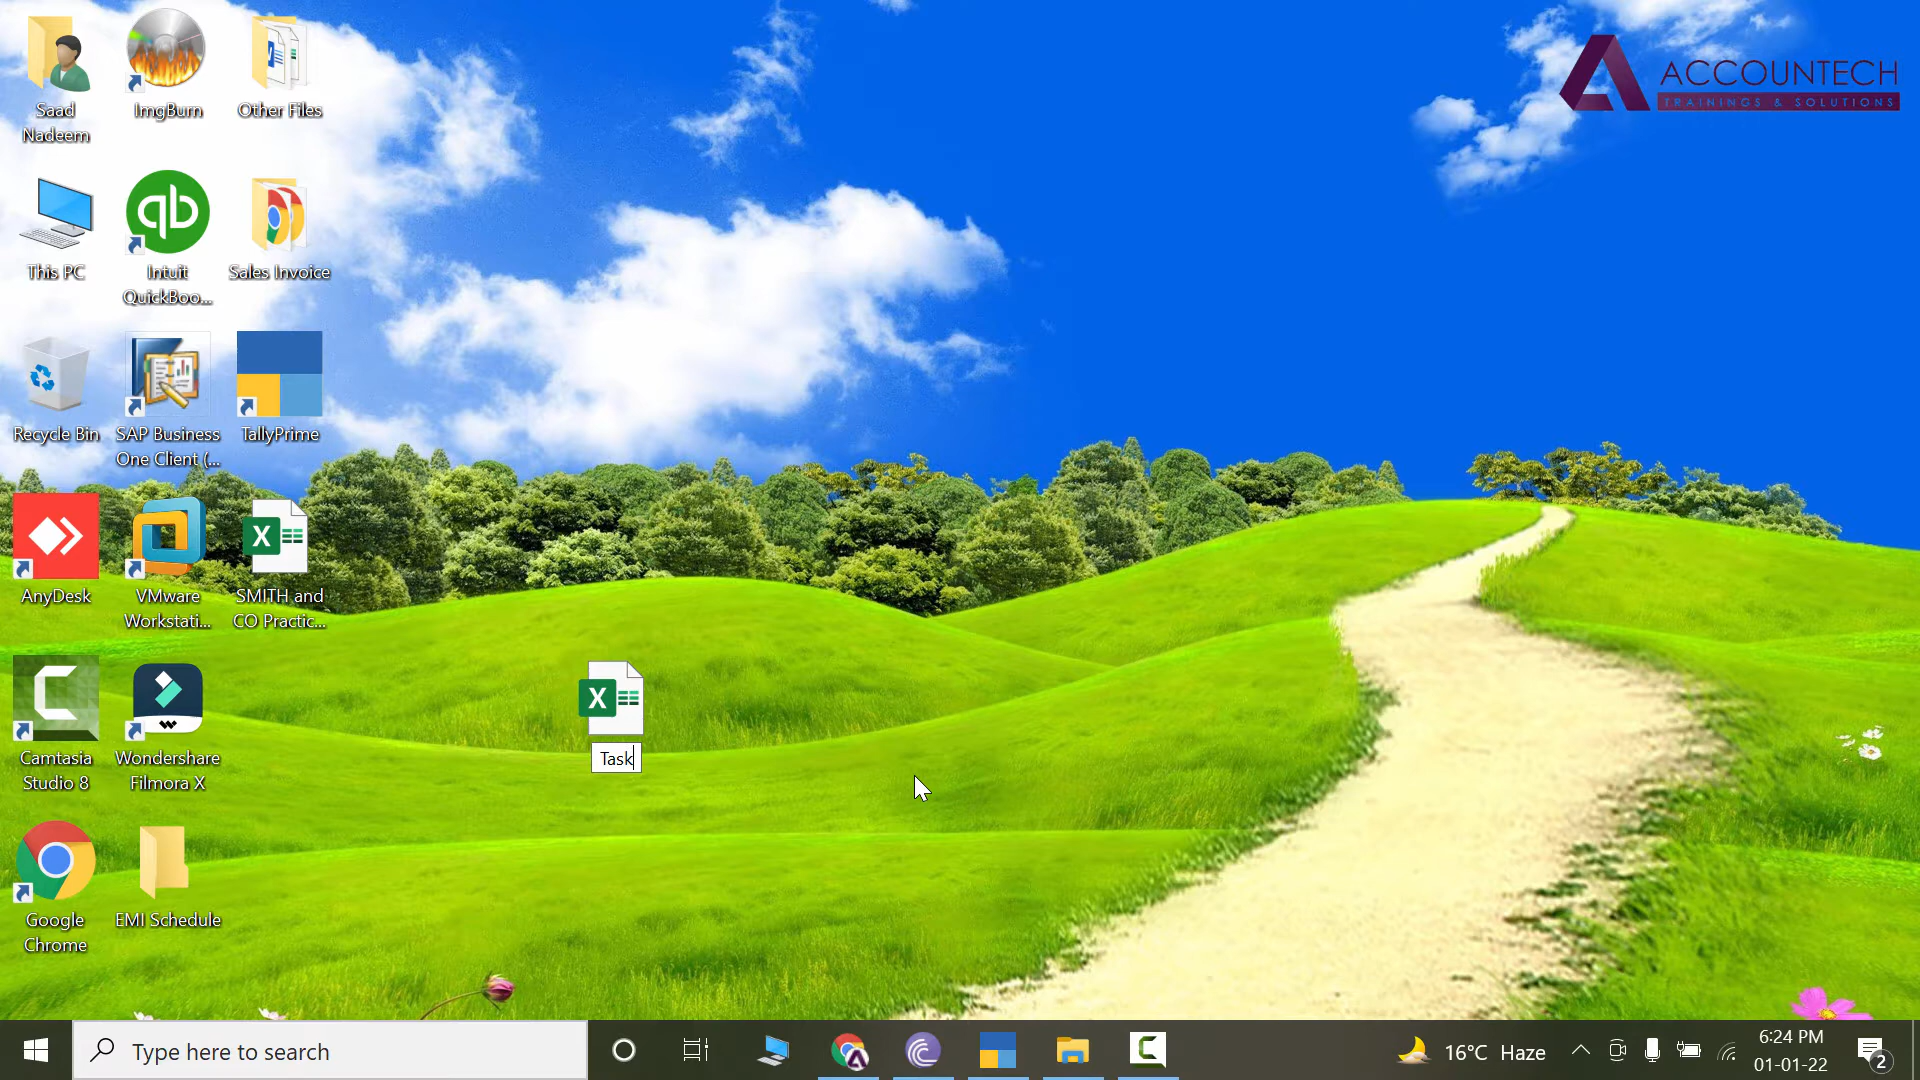 ACCOUNTECH
TRAININGS & SOLUTIONS
Saad
Nadeem
ImgBurn
Other Files
This PC
qb
Intuit
QuickBoo...
Sales Invoice
Recycle Bin
SAP Business
One Client (...
TallyPrime
AnyDesk
VMware
Workstati...
X
SMITH and
CO Practic...
Camtasia
Studio 8
Wondershare
Filmora X
X
Task
Google
Chrome
EMI Schedule
Type here to search
16°C Haze
6:24 PM
01-01-22
2